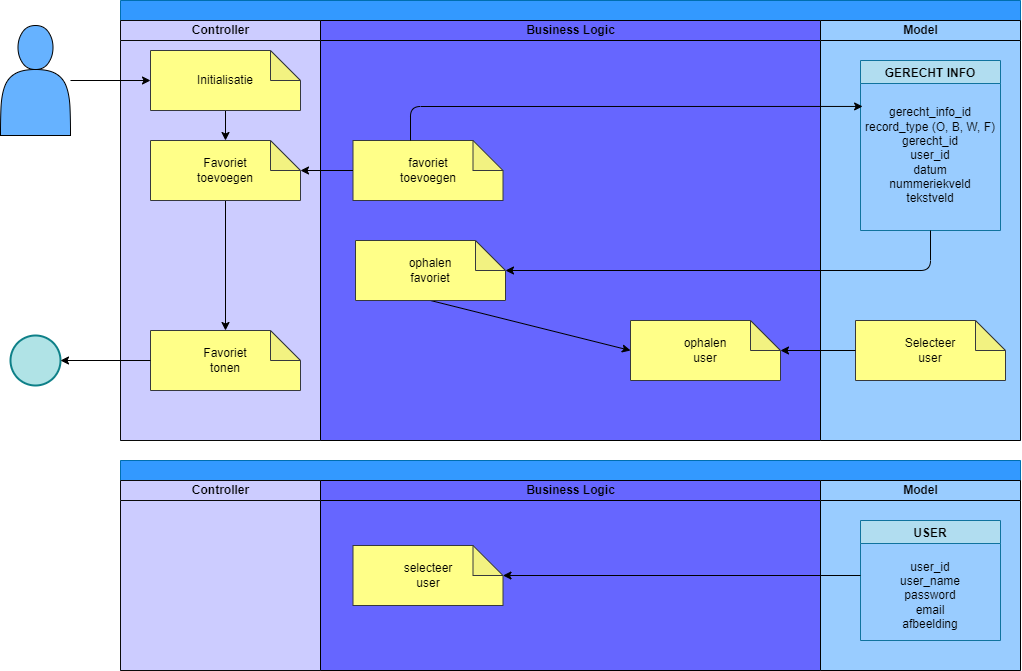 Controller
Business Logic
Model
Initialisatie
GERECHT INFO
gerecht_info_id
record_type (O, B, W, F)
gerecht_id
user_id
datum
nummeriekveld
tekstveld
Favoriet
toevoegen
favoriet
toevoegen
ophalen
favoriet
ophalen
user
Selecteer
user
Favoriet
tonen
Controller
Business Logic
Model
selecteer
user
USER
user_id
user_name
password
email
afbeelding